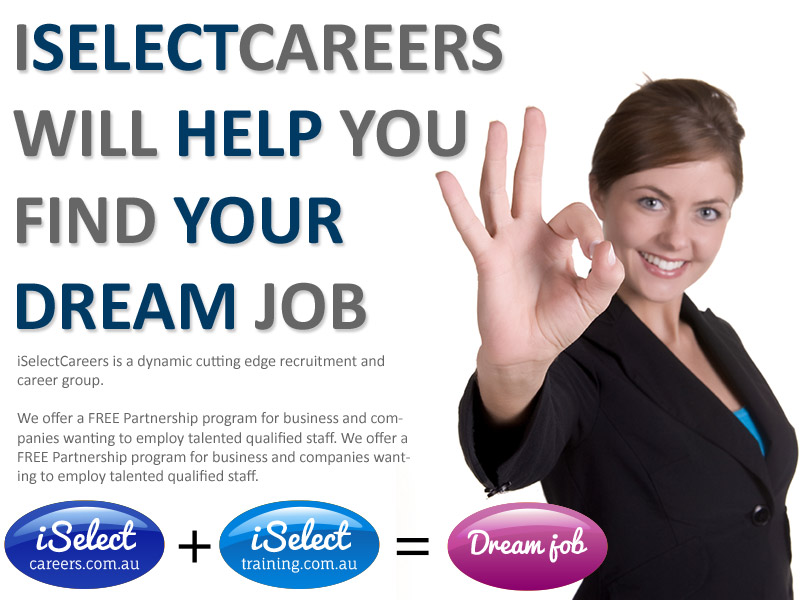 ISELECTCAREERS
WILL HELP YOU
FIND YOUR
DREAM JOB
iSelectCareers is a dynamic cutting edge recruitment and
career group.
We offer a FREE Partnership program for business and com-
panies wanting to employ talented qualified staff. We offer a
FREE Partnership program for business and companies want-
ing to employ talented qualified staff.
iSelect
careers.com.au
+
iSelect
training.com.au
=
Dream job